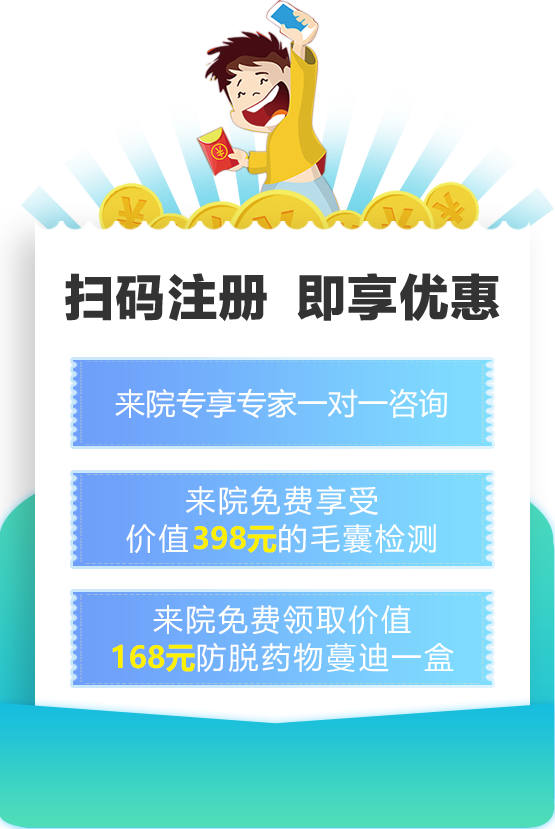 扫码注册 即享优惠
来院专享专家一对一咨询
来院免费享受
价值398元的毛囊检测
来院免费领取价值
168元防脱药物蔓迪一盒